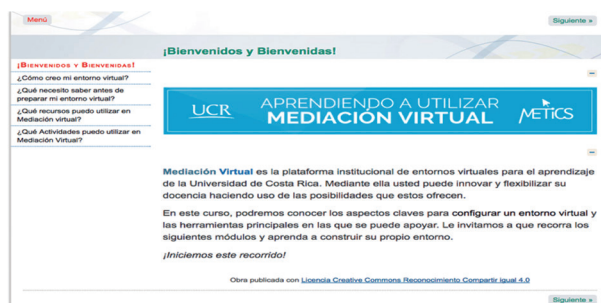 Menú
Siguiente »
¡Bienvenidos y Bienvenidas!
¡BIENVENIDOS Y BIENVENIDAS!
¿Cómo creo mi entorno virtual?
¿Qué necesito saber antes de
preparar mi entorno virtual?
¿Qué recursos puedo utilizar en
Mediación virtual?
¿Qué Actividades puedo utilizar en
Mediación Virtual?
UCR
APRENDIENDO A UTILIZAR
MEDIACIÓN VIRTUAL
METICS
Mediación Virtual es la plataforma institucional de entornos virtuales para el aprendizaje
de la Universidad de Costa Rica. Mediante ella usted puede innovar y flexibilizar su
docencia haciendo uso de las posibilidades que estos ofrecen.
En este curso, podremos conocer los aspectos claves para configurar un entorno virtual y
las herramientas principales en las que se puede apoyar. Le invitamos a que recorra los
siguientes módulos y aprenda a construir su propio entorno.
¡Iniciemos este recorrido!
Obra publicada con Licencia Creative Commons Reconocimiento Compartir igual 4.0
Siguiente »